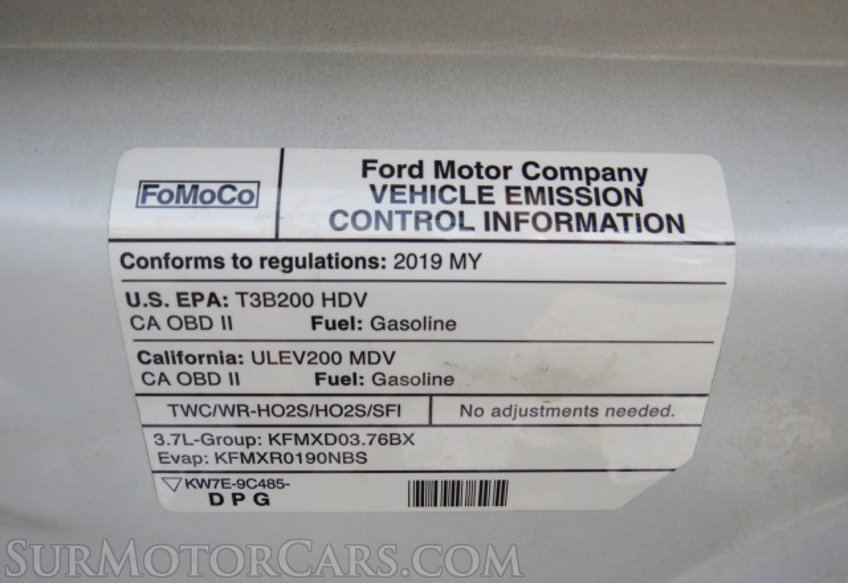 FoMoCo
Ford Motor Company
VEHICLE EMISSION
CONTROL INFORMATION
Conforms to regulations: 2019 MY
U.S. EPA: T3B200 HDV
CA OBD II Fuel: Gasoline
California: ULEV200 MDV
CA OBD II Fuel: Gasoline
TWC/WR-HO2S/HO2S/SFI No adjustments needed.
3.7L-Group: KFMXD03.76BX
Evap: KFMXR0190NBS
KW7E-9C485-
DPG
SURMOTORCARS.COM